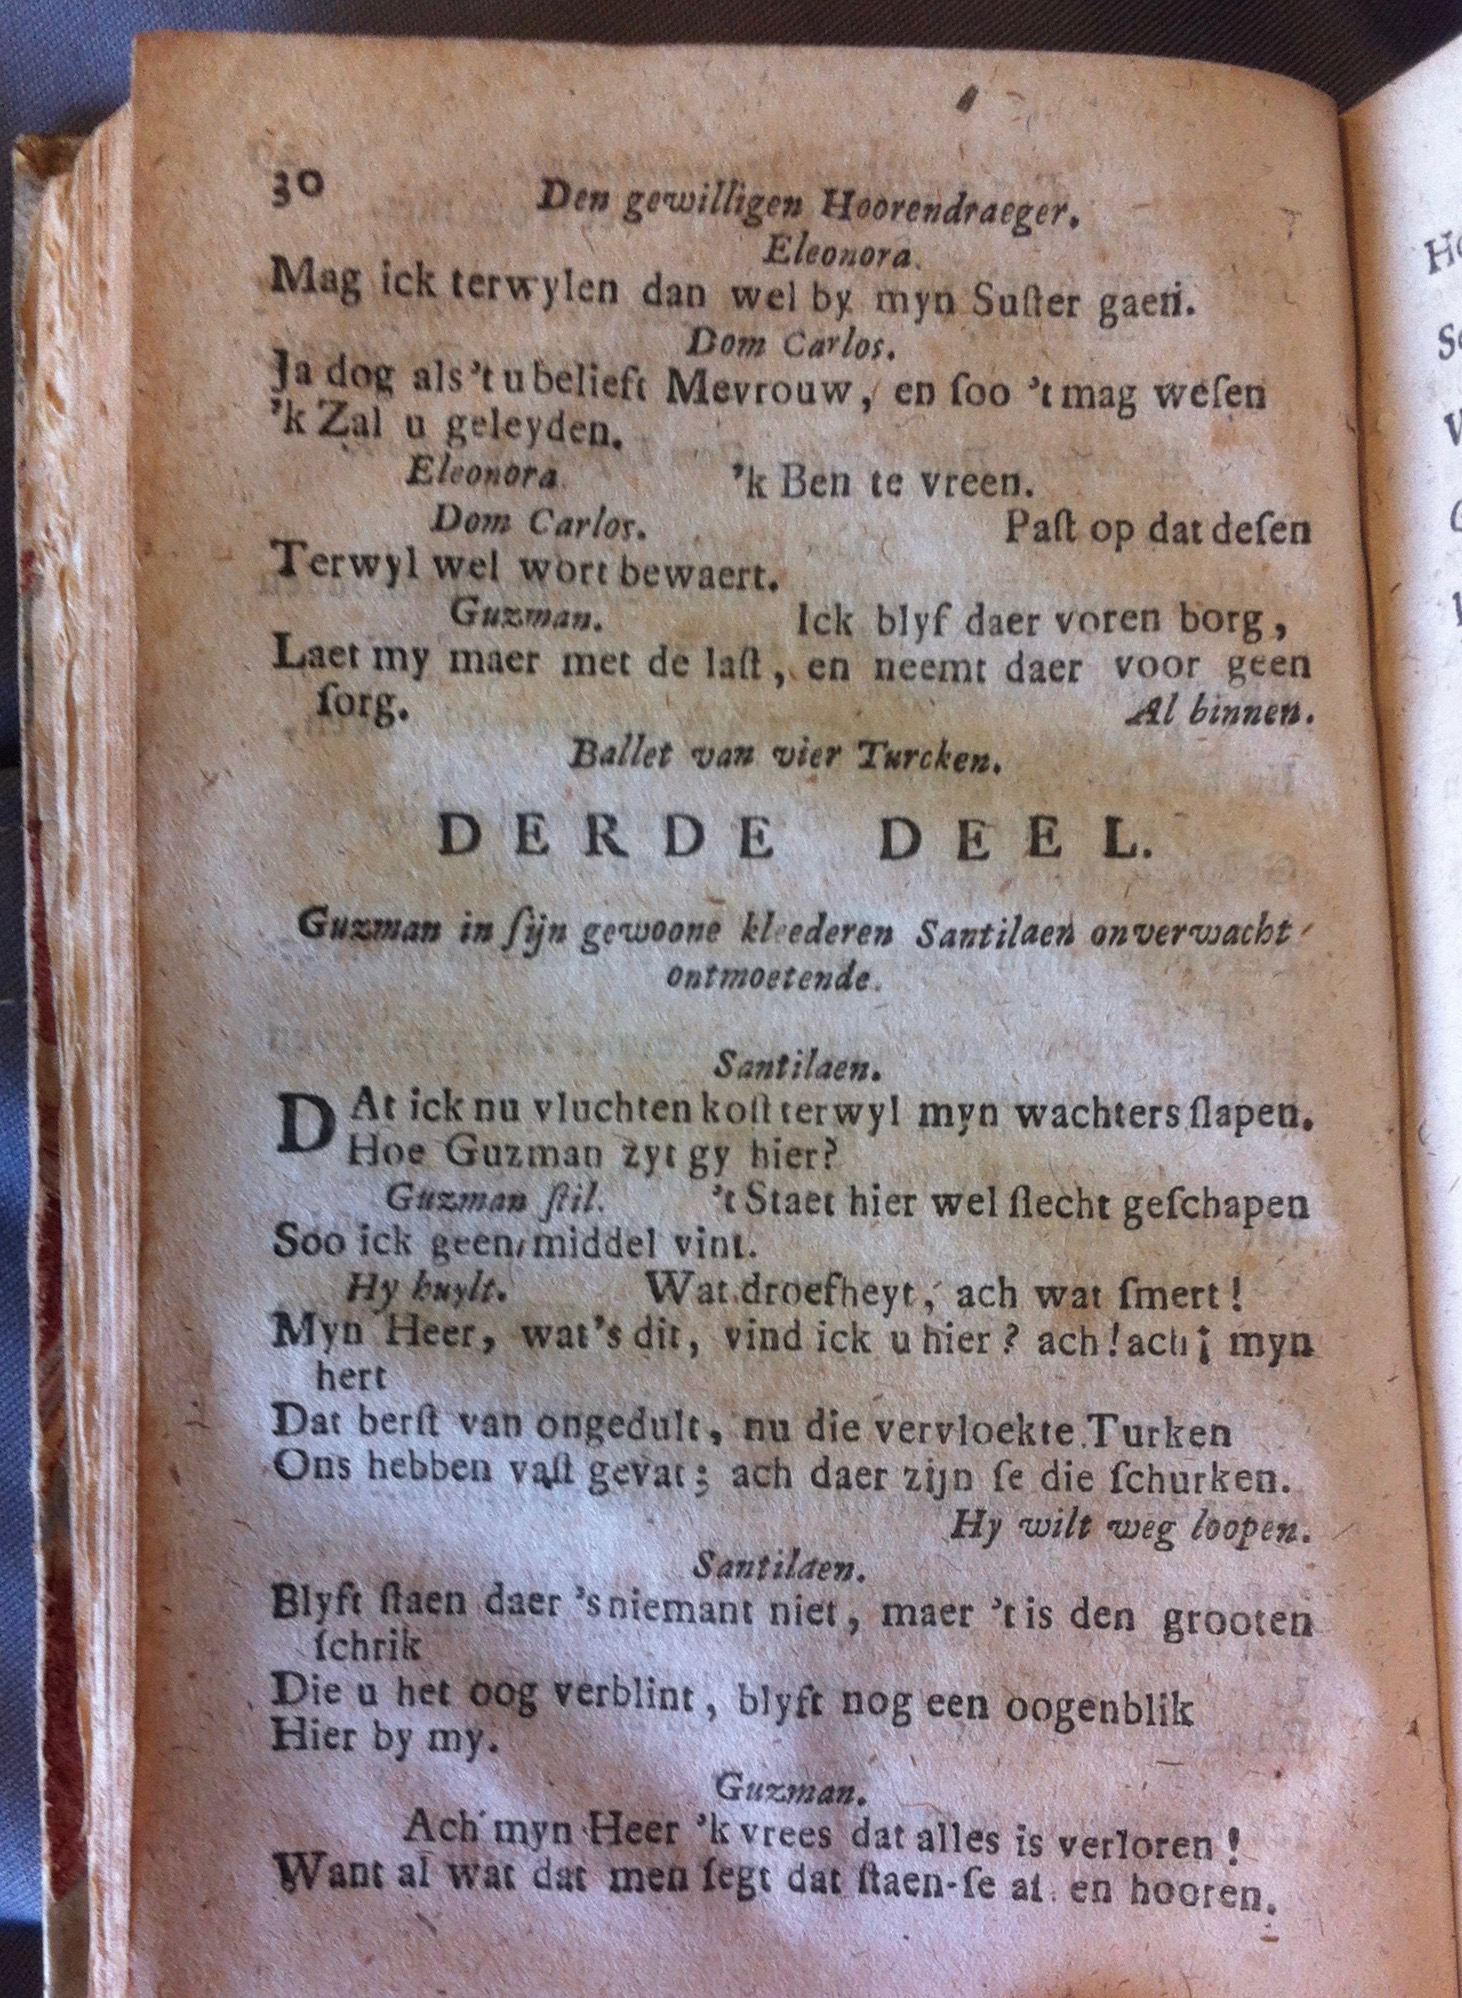 30 Den gewilligen Hoorendraeger.
Eleonora.
Mag ick terwylen dan wel by myn Suſter gaen.
Dom Carlos.
Ja dog als 't u belieft Mevrouw, en ſoo 't mag weſen
'k Zal u geleyden.
Eleonora. 'k Ben te vreen.
Dom Carlos. Paſt op dat deſen
Terwyl wel wort bewaert.
Guzman. Ick blyf daer voren borg,
Laet my maer met de laſt, en neemt daer voor geen
ſorg. Al binnen.
Ballet van vier Turcken.
DERDE DEEL.
Guzman in ſijn gewoone kleederen Santilaen onverwacht
ontmoetende.
Santilaen.
DAt ick nu vluchten koſt terwyl myn wachters ſlapen.
Hoe Guzman zyt gy hier?
Guzman ſtil. 't Staet hier wel ſlecht geſchapen
Soo ick geen middel vint.
Hy huylt. Wat droefheyt, ach wat ſmert!
Myn Heer, wat's dit, vind ick u hier? ach! ach¡ myn
hert
Dat berſt van ongedult, nu die vervloekte Turken
Ons hebben vaſt gevat; ach daer zijn ſe die ſchurken.
Hy wilt weg loopen.
Santilaen.
Blyft ſtaen daer 's niemant niet, maer 't is den grooten
ſchrik
Die u het oog verblint, blyft nog een oogenblik
Hier by my.
Guzman.
Ach myn Heer 'k vrees dat alles is verloren!
Want al wat dat men ſegt dat ſtaen-ſe al en hooren.